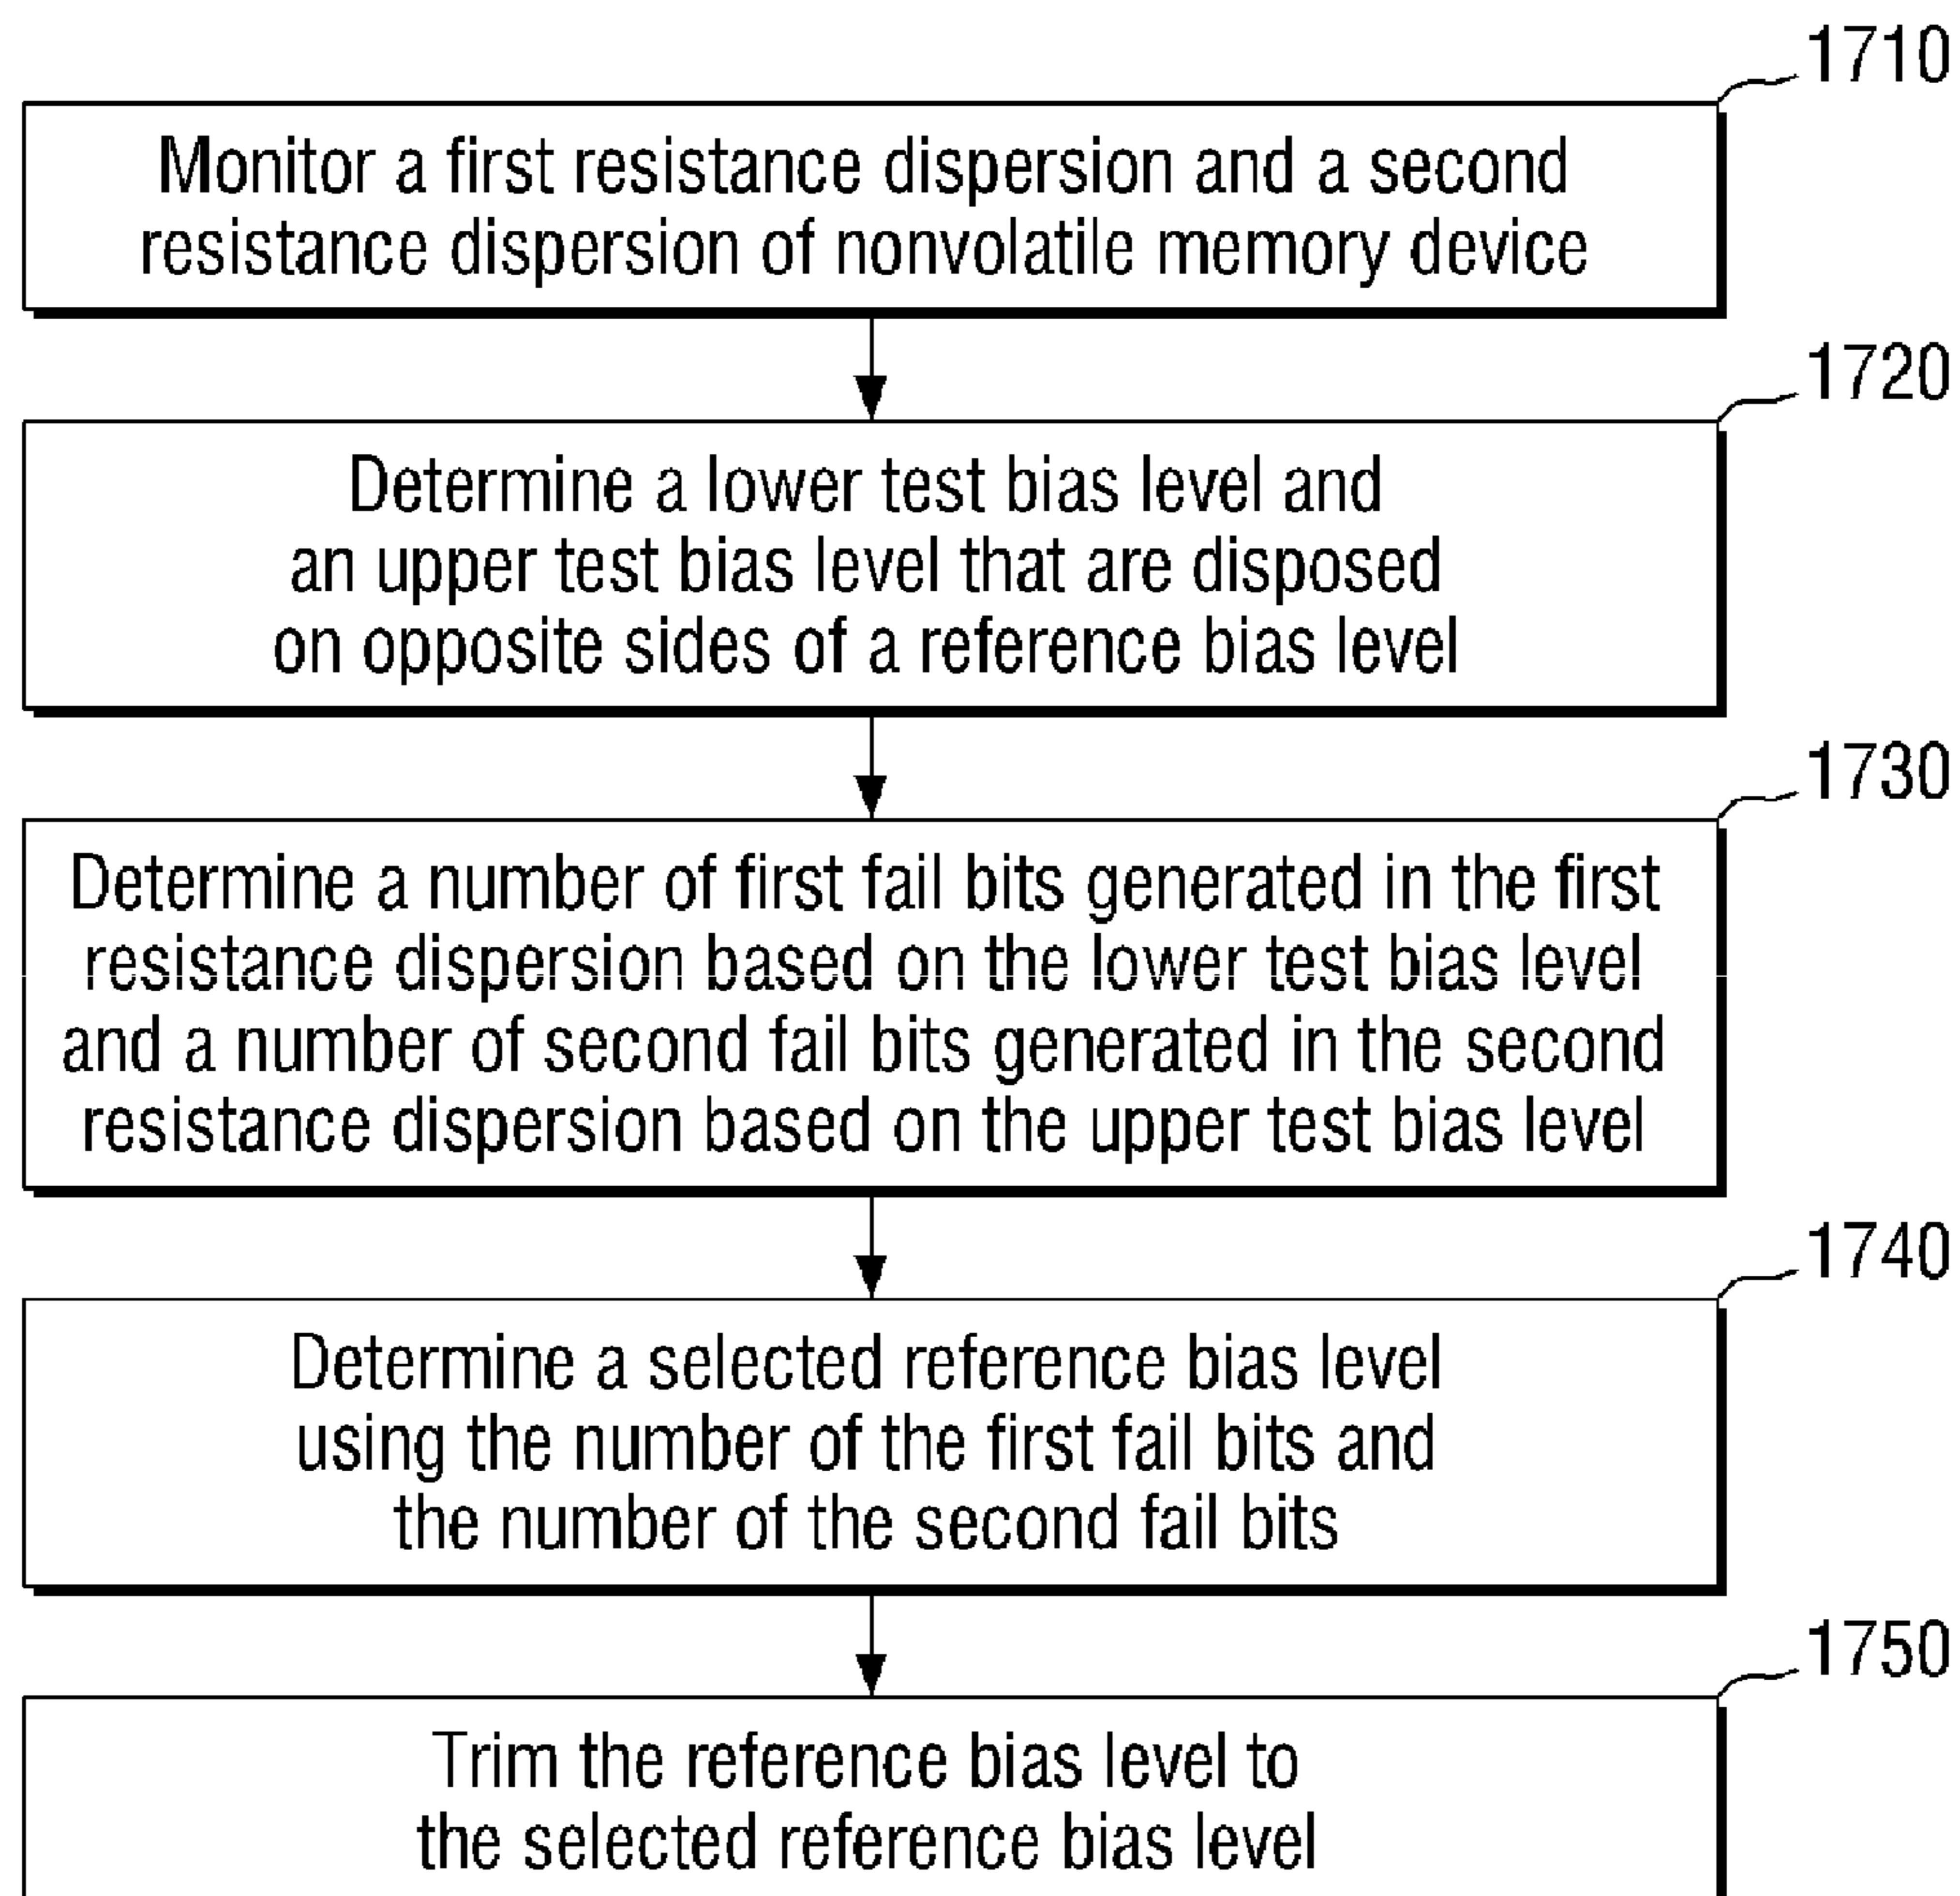 1710
Monitor a first resistance dispersion and a second
resistance dispersion of nonvolatile memory device
1720
Determine a lower test bias level and
an upper test bias level that are disposed
on opposite sides of a reference bias level
1730
Determine a number of first fail bits generated in the first
resistance dispersion based on the lower test bias level
and a number of second fail bits generated in the second
resistance dispersion based on the upper test bias level
1740
Determine a selected reference bias level
using the number of the first fail bits and
the number of the second fail bits
1750
Trim the reference bias level to
the selected reference bias level